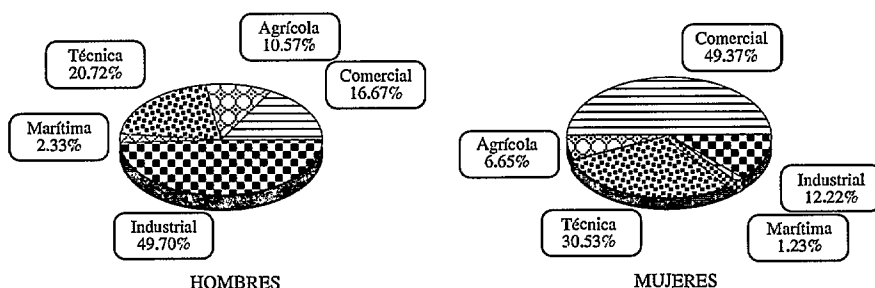 Agrícola
10.57%
Técnica
20.72%
Comercial
16.67%
Marítima
2.33%
Industrial
49.70%
HOMBRES
Comercial
49.37%
Agrícola
6.65%
Industrial
12.22%
Técnica
30.53%
Marítima
1.23%
MUJERES